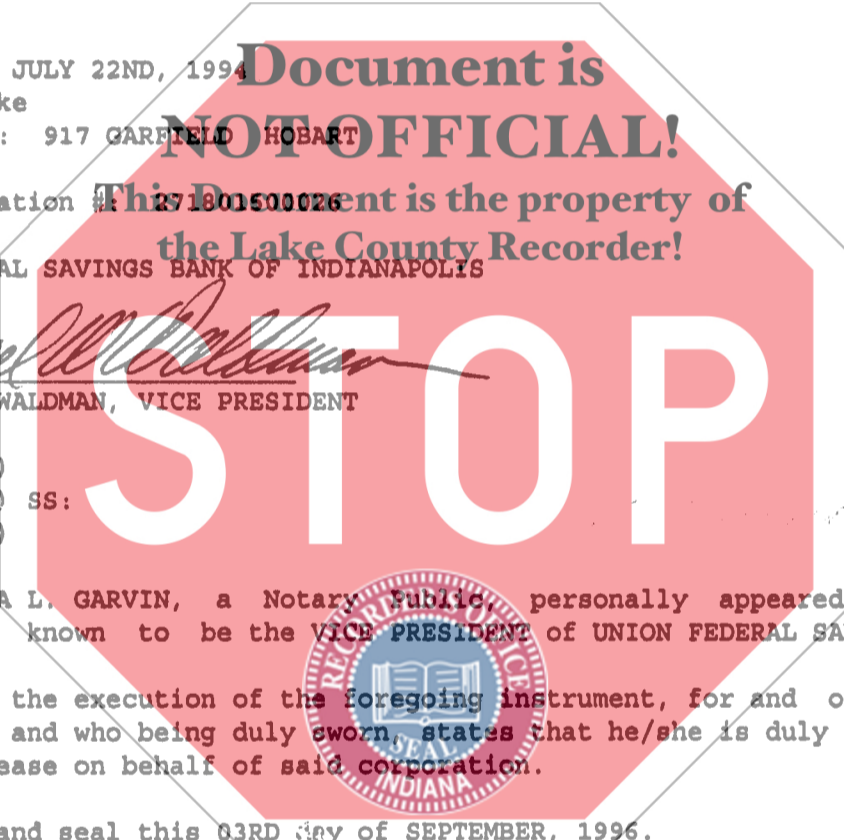 JULY 22ND, 1994
Document is
ke
: 917 GARFIELD HOBART
NOT OFFICIAL!
ation #: 271801500026
This Document is the property of
the Lake County Recorder!
AL SAVINGS BANK OF INDIANAPOLIS
WALDMAN, VICE PRESIDENT
STOP
) 
) SS:
)
A L. GARVIN, a Notary Public, personally appeared
known to be the VICE PRESIDENT of UNION FEDERAL SAV
RECORDER'S OFFICE
the execution of the foregoing instrument, for and o
and who being duly sworn, states that he/she is duly
SEAL
ease on behalf of said corporation.
INDIANA
and seal this 03RD day of SEPTEMBER, 1996.